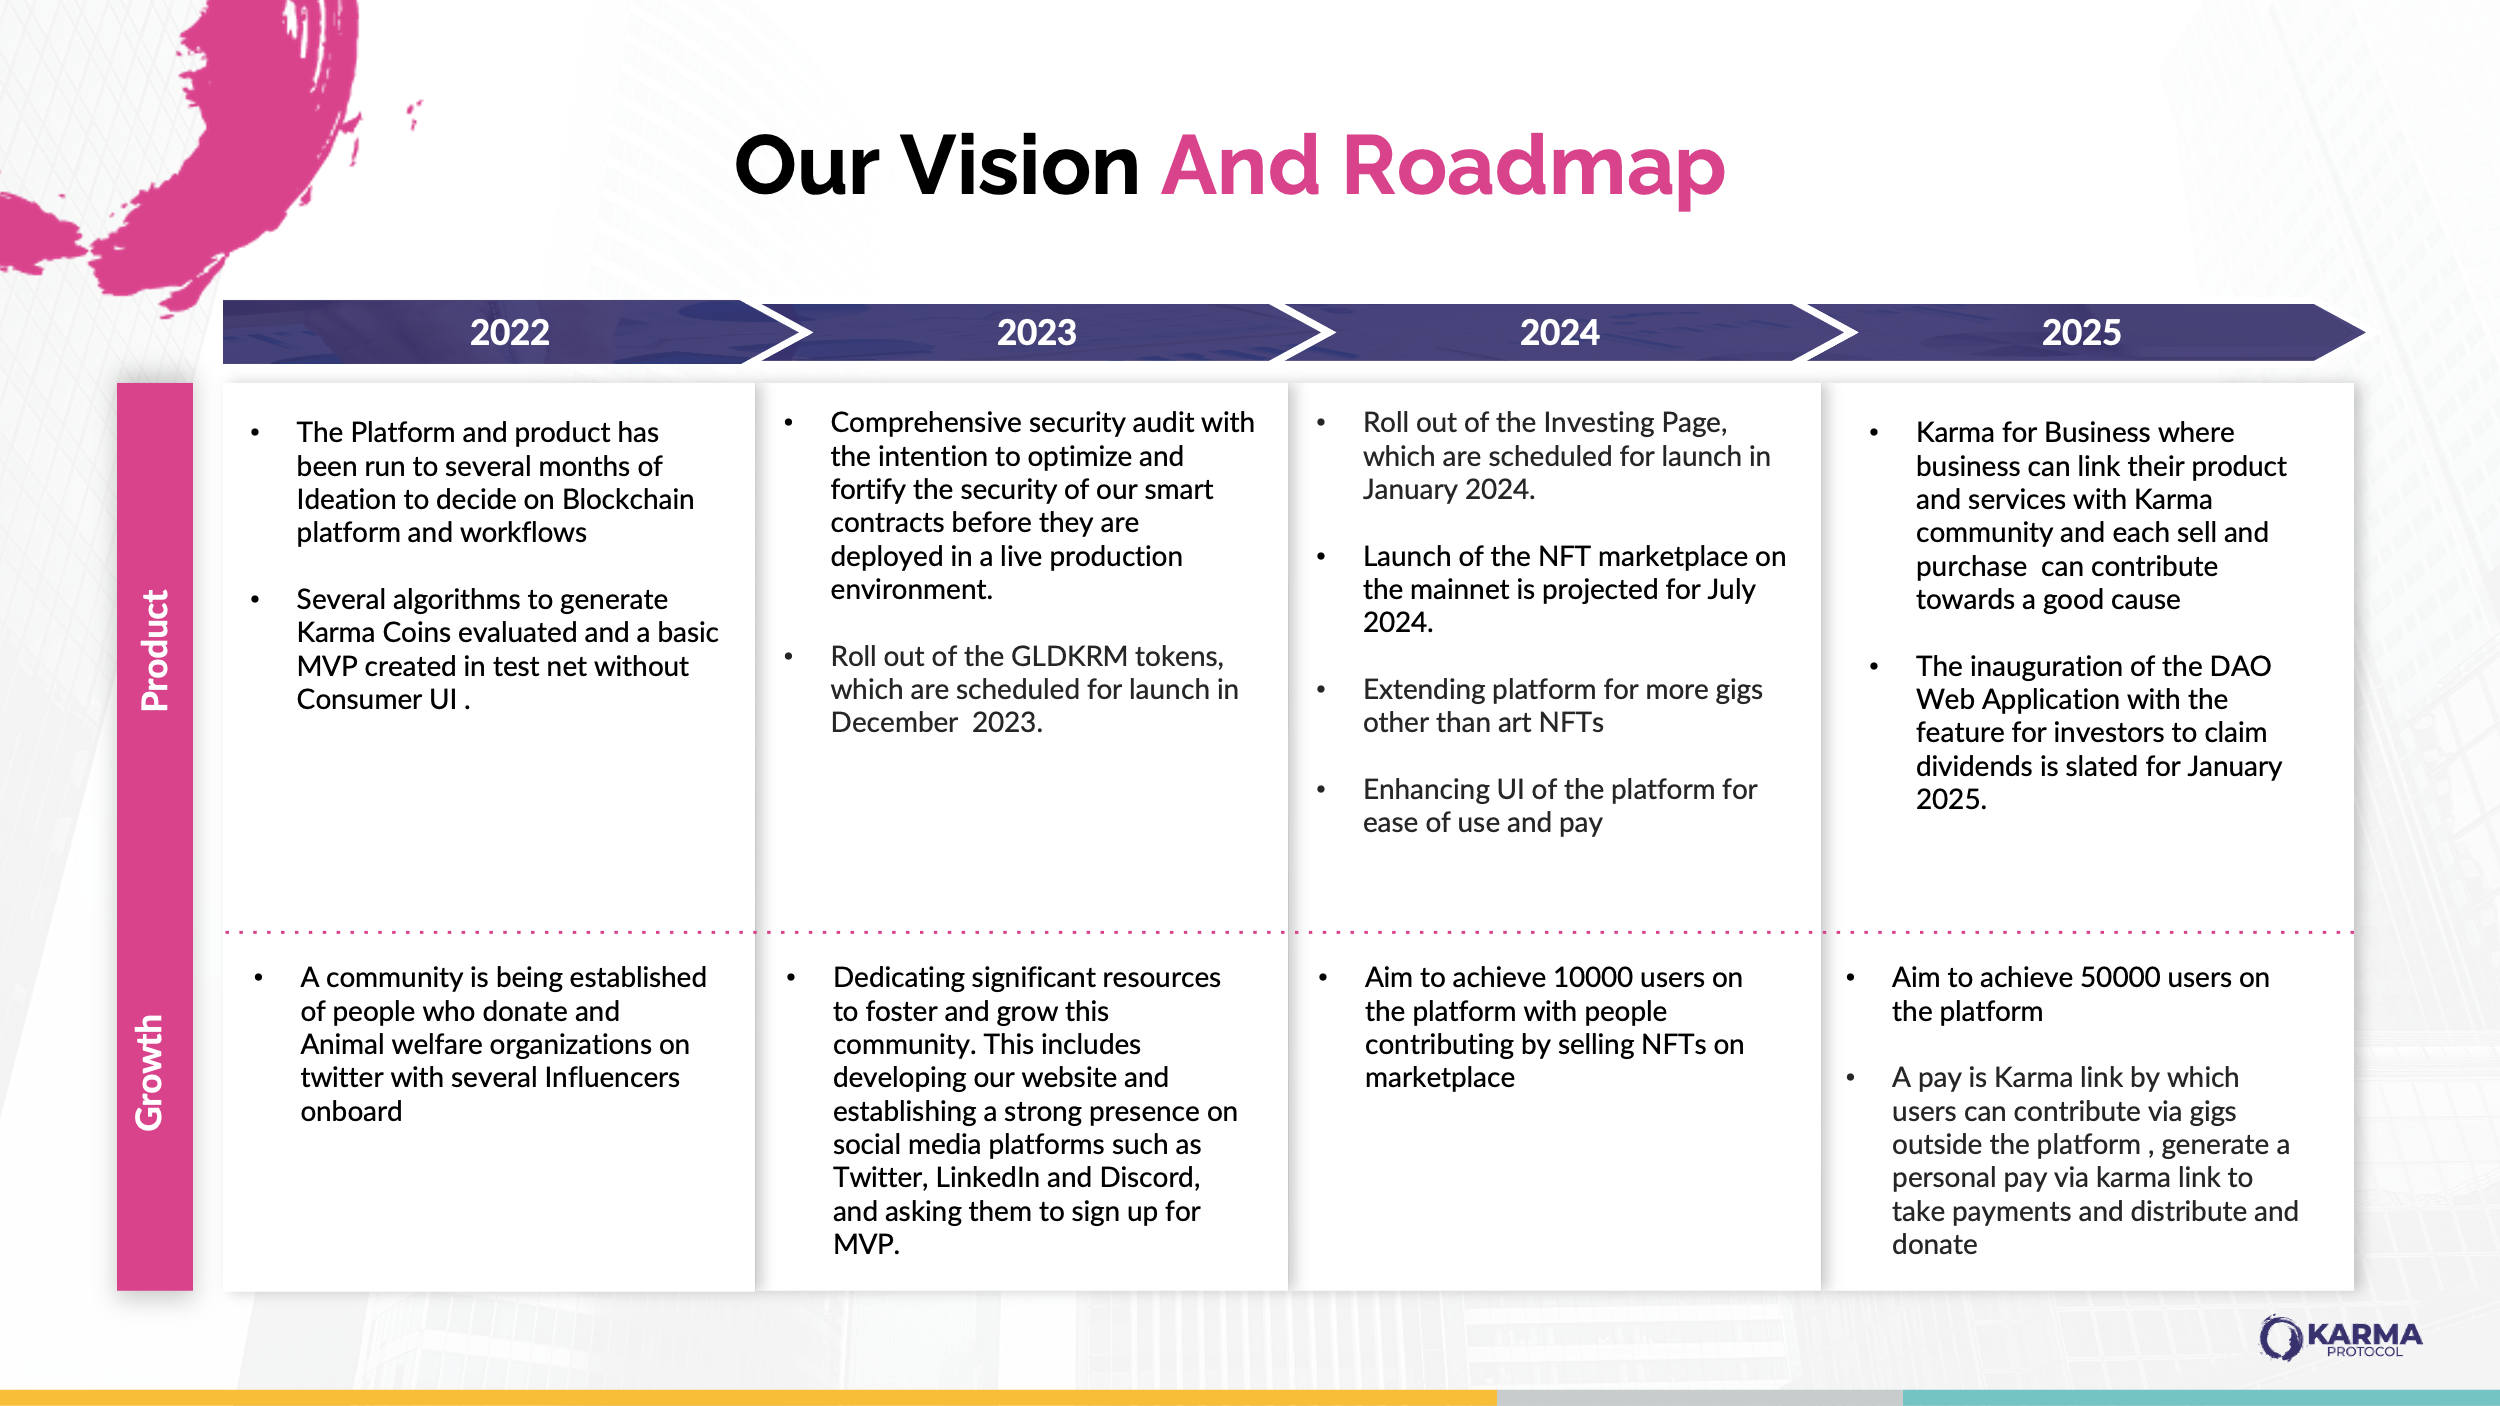 Our Vision And Roadmap
2022
2023
2024
2025
Product
The Platform and product has
been run to several months of
Ideation to decide on Blockchain
platform and workflows
Several algorithms to generate
Karma Coins evaluated and a basic
MVP created in test net without
Consumer UI .
Comprehensive security audit with
the intention to optimize and
fortify the security of our smart
contracts before they are
deployed in a live production
environment.
Roll out of the GLDKRM tokens,
which are scheduled for launch in
December  2023.
Roll out of the Investing Page,
which are scheduled for launch in
January 2024.
Launch of the NFT marketplace on
the mainnet is projected for July
2024.
Extending platform for more gigs
other than art NFTs
Enhancing UI of the platform for
ease of use and pay
Karma for Business where
business can link their product
and services with Karma
community and each sell and
purchase  can contribute
towards a good cause
The inauguration of the DAO
Web Application with the
feature for investors to claim
dividends is slated for January
2025.
Growth
A community is being established
of people who donate and
Animal welfare organizations on
twitter with several Influencers
onboard
Dedicating significant resources
to foster and grow this
community. This includes
developing our website and
establishing a strong presence on
social media platforms such as
Twitter, LinkedIn and Discord,
and asking them to sign up for
MVP.
Aim to achieve 10000 users on
the platform with people
contributing by selling NFTs on
marketplace
Aim to achieve 50000 users on
the platform
A pay is Karma link by which
users can contribute via gigs
outside the platform , generate a
personal pay via karma link to
take payments and distribute and
donate
KARMA
PROTOCOL